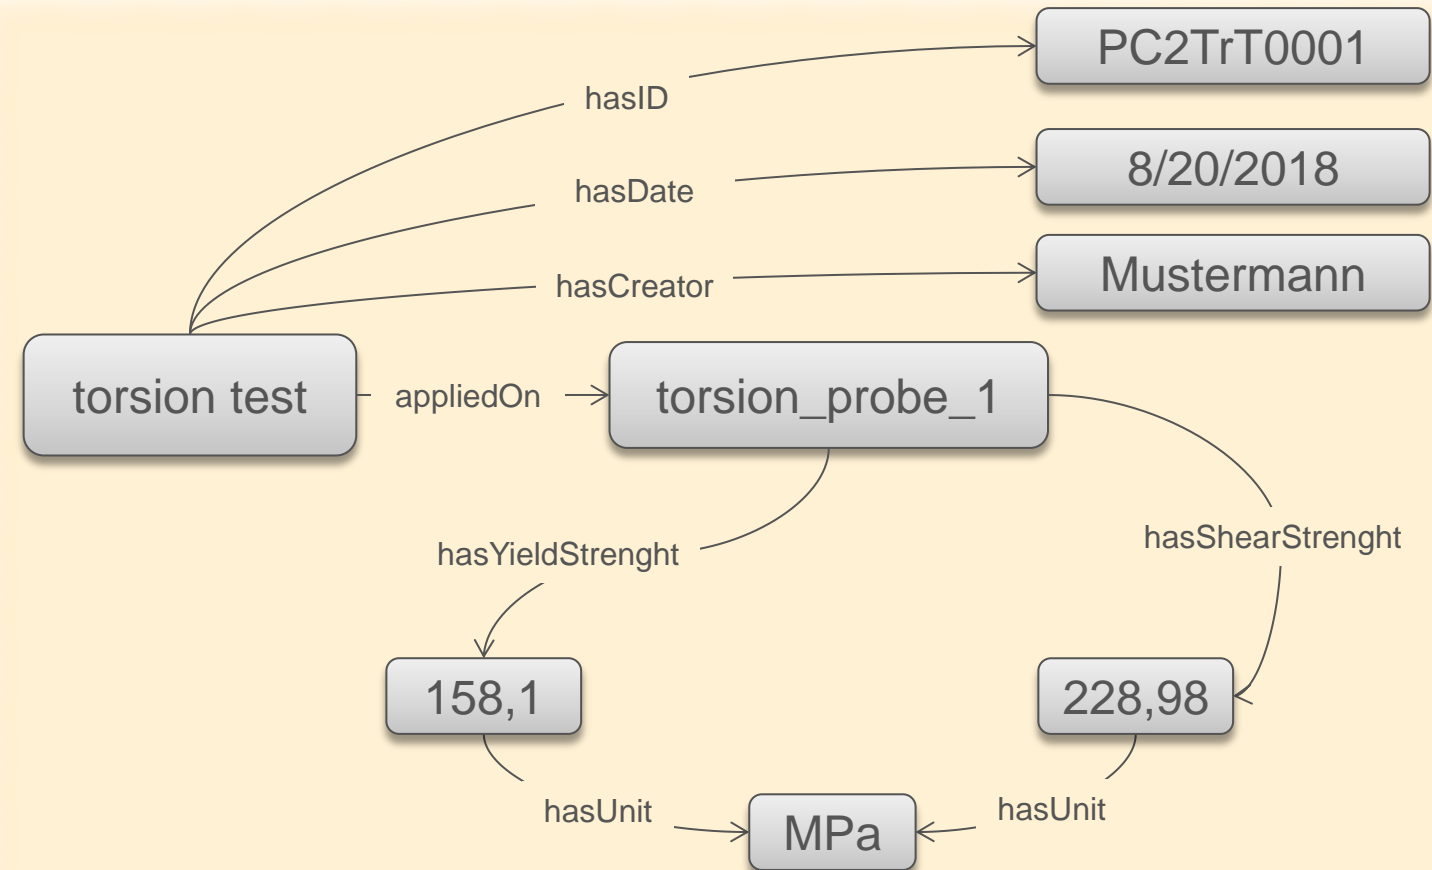 PC2TrT0001
hasID
8/20/2018
hasDate
Mustermann
hasCreator
torsion test
appliedOn
torsion_probe_1
hasShearStrenght
hasYieldStrenght
158,1
228,98
hasUnit
hasUnit
MPa